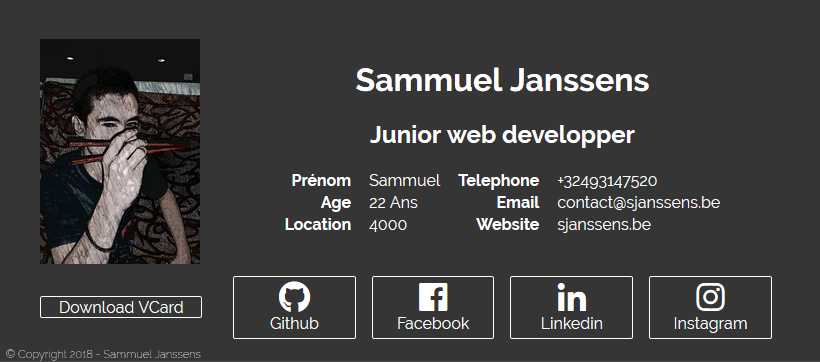 Sammuel Janssens
Junior web developper
Prénom Sammuel Telephone +32493147520
Age 22 Ans Email contact@sjanssens.be
Location 4000 Website sjanssens.be
Download VCard
Github Facebook Linkedin Instagram
© Copyright 2018 - Sammuel Janssens